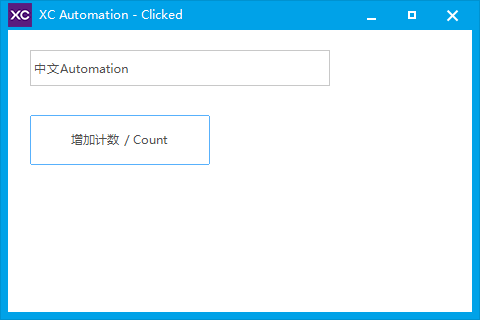 XC XC Automation - Clicked
中文Automation
增加计数 / Count